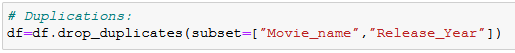 # Duplications:
df=df.drop_duplicates(subset=["Movie_name","Release_Year"])